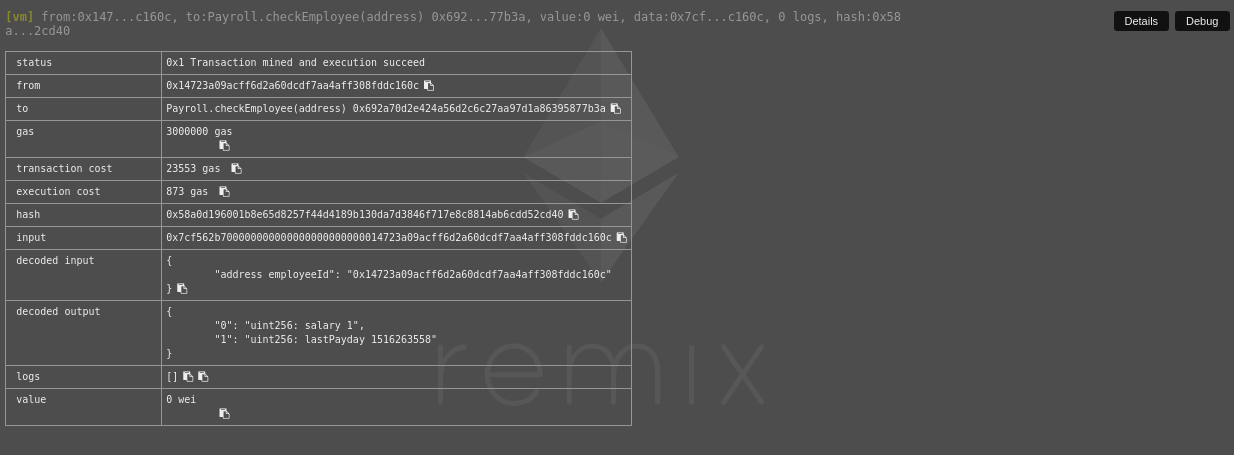 [vm] from:0x147...c160c, to:Payroll.checkEmployee(address) 0x692...77b3a, value:0 wei, data:0x7cf...c160c, 0 logs, hash:0x58
a...2cd40
Details Debug
status 0x1 Transaction mined and execution succeed
from 0x14723a09acff6d2a60dcdf7aa4aff308fddc160c
to Payroll.checkEmployee(address) 0x692a70d2e424a56d2c6c27aa97d1a86395877b3a
gas 3000000 gas
transaction cost 23553 gas
execution cost 873 gas
hash 0x58a0d196001b8e65d8257f44d4189b130da7d3846f717e8c8814ab6cdd52cd40
input 0x7cf562b700000000000000000000000014723a09acff6d2a60dcdf7aa4aff308fddc160c
decoded input {
"address employeeId": "0x14723a09acff6d2a60dcdf7aa4aff308fddc160c"
}
decoded output {
"0": "uint256: salary 1",
"1": "uint256: lastPayday 1516263558"
}
logs []
value 0 wei
remix